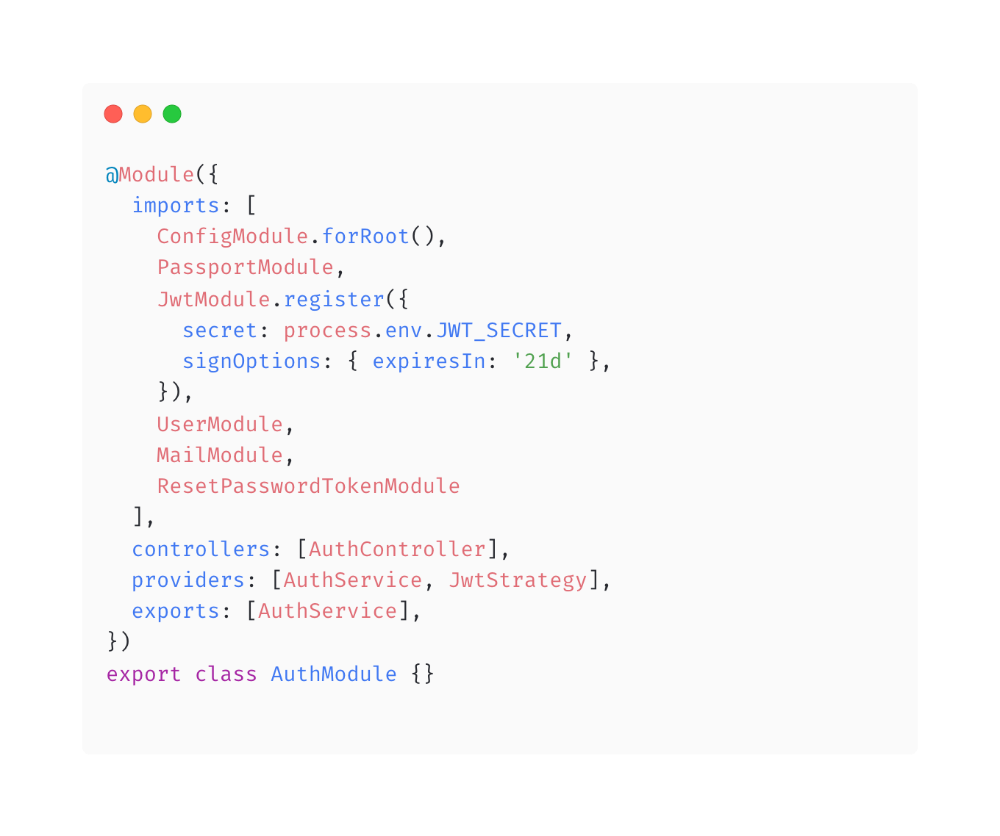 @Module({
  imports: [
    ConfigModule.forRoot(),
    PassportModule,
    JwtModule.register({
      secret: process.env.JWT_SECRET,
      signOptions: { expiresIn: '21d' },
    }),
    UserModule,
    MailModule,
    ResetPasswordTokenModule
  ],
  controllers: [AuthController],
  providers: [AuthService, JwtStrategy],
  exports: [AuthService],
})
export class AuthModule {}